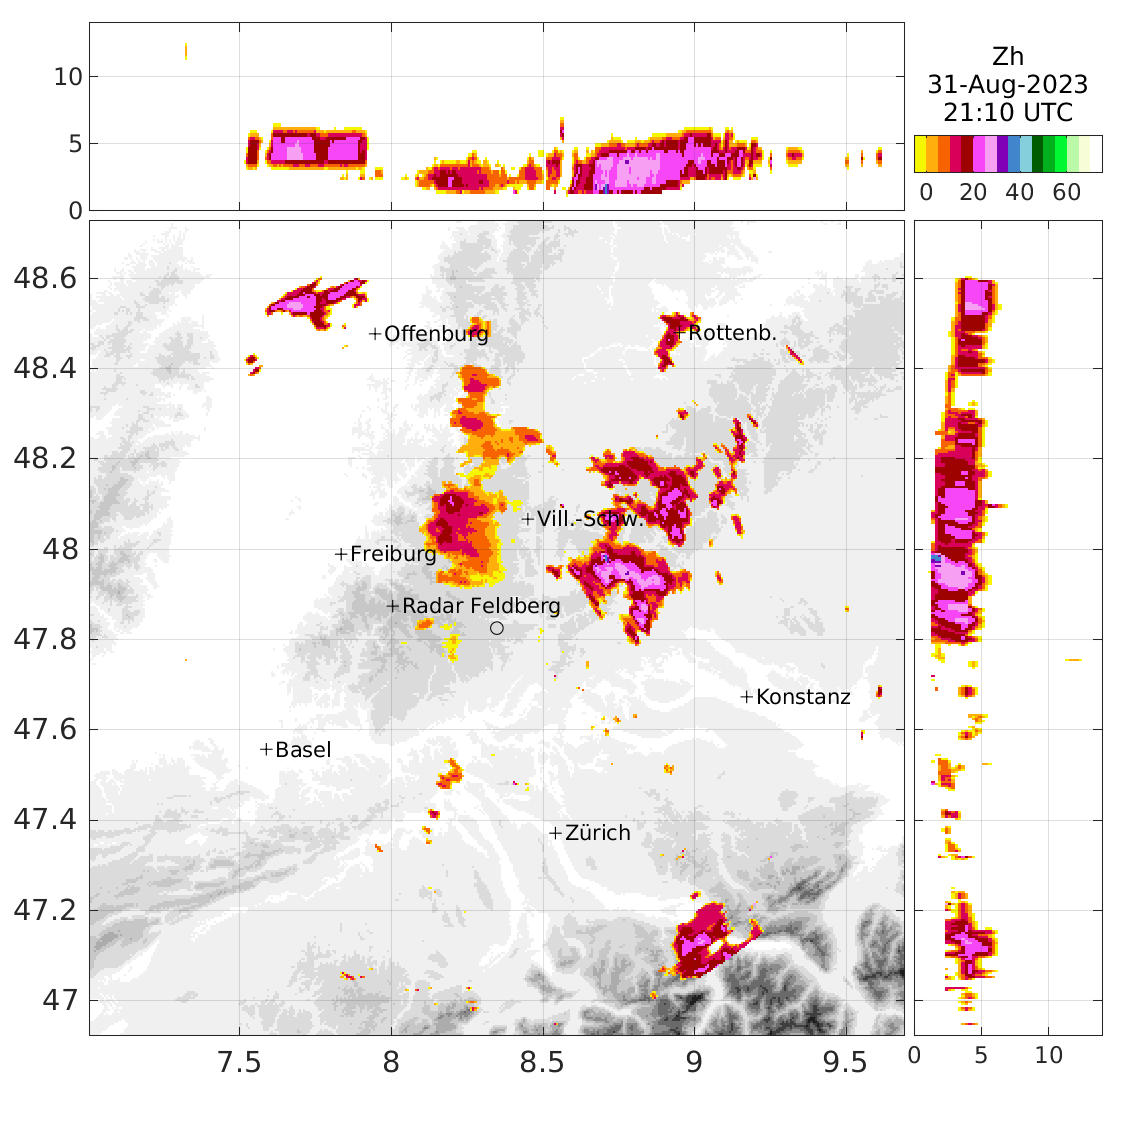 10
5
0
Zh
31-Aug-2023
21:10 UTC
0 20 40 60
48.6
48.4
48.2
48
47.8
47.6
47.4
47.2
47
+Offenburg
+Rottenb.
+Vill.-Schw.
+Freiburg
+Radar Feldberg
+Konstanz
+Basel
+Zürich
7.5 8 8.5 9 9.5
0 5 10